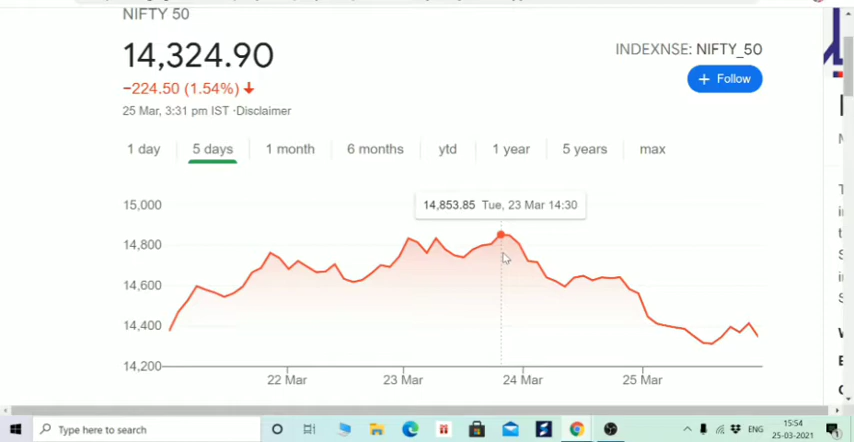 NIFTY 50
14,324.90
INDEXNSE: NIFTY_50
−224.50 (1.54%)
+ Follow
25 Mar, 3:31 pm IST ·Disclaimer
1 day 5 days 1 month 6 months ytd 1 year 5 years max
14,853.85 Tue, 23 Mar 14:30
15,000
14,800
14,600
14,400
14,200
22 Mar 23 Mar 24 Mar 25 Mar
Type here to search
ENG
15:54
25-03-2021